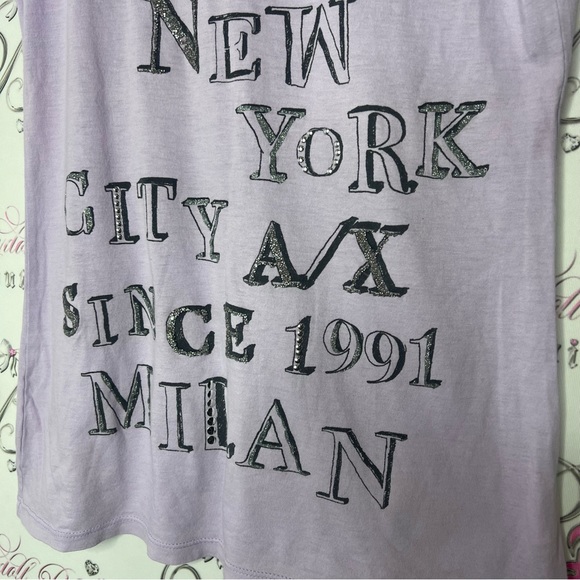 NEW
YORK
CITY A/X
SINCE 1991
MILAN